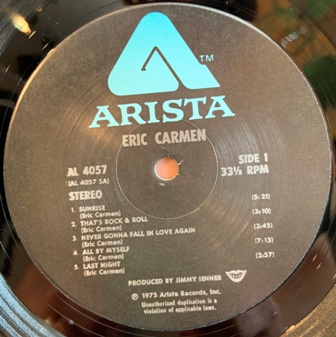 TM
ARISTA
ERIC CARMEN
AL 4057
(AL 4057 SA)
STEREO
SIDE 1
33⅓ RPM
1. SUNRISE (5:21)
(Eric Carmen)
2. THAT'S ROCK & ROLL (3:10)
(Eric Carmen)
3. NEVER GONNA FALL IN LOVE AGAIN (3:45)
(Eric Carmen)
4. ALL BY MYSELF (7:13)
(Eric Carmen)
5. LAST NIGHT (2:57)
(Eric Carmen)
PRODUCED BY JIMMY IENNER
℗ 1975 Arista Records, Inc.
Unauthorized duplication is a
violation of applicable laws.